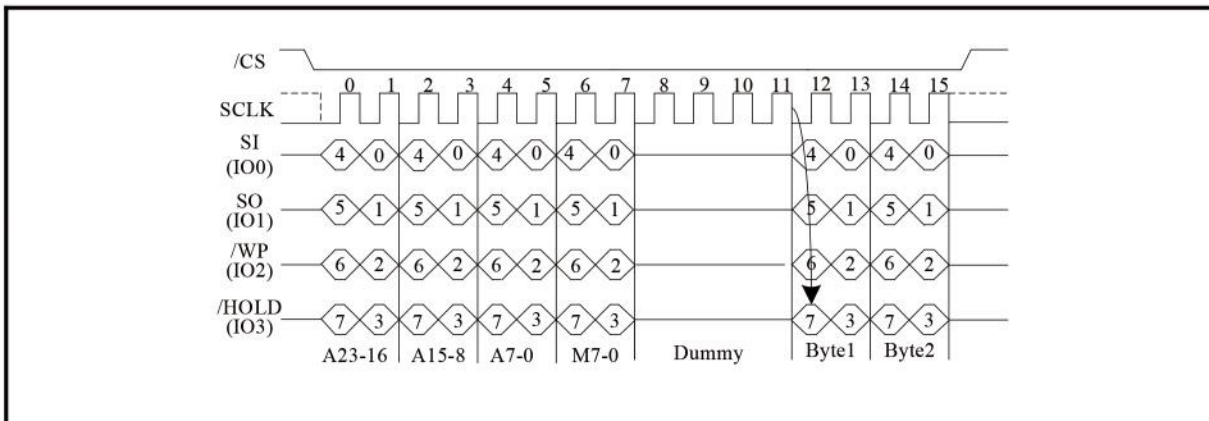 /CS
0 1 2 3 4 5 6 7 8 9 10 11 12 13 14 15
SCLK
SI
(IO0)
4 0 4 0 4 0 4 0 4 0 4 0
SO
(IO1)
5 1 5 1 5 1 5 1 5 1 5 1
/WP
(IO2)
6 2 6 2 6 2 6 2 6 2 6 2
/HOLD
(IO3)
7 3 7 3 7 3 7 3 7 3 7 3
A23-16 A15-8 A7-0 M7-0 Dummy Byte1 Byte2